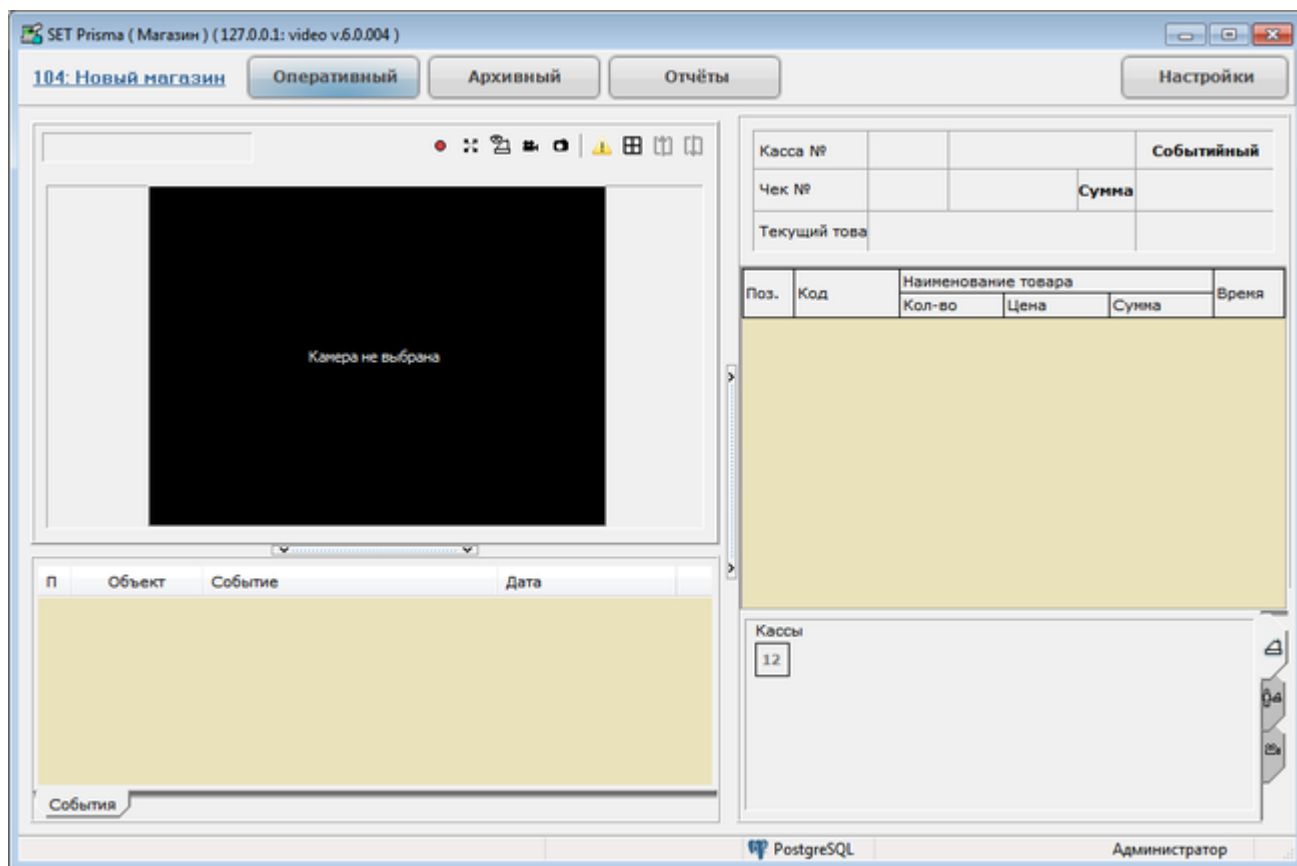 SET Prisma ( Магазин ) ( 127.0.0.1: video v.6.0.004 )
104: Новый магазин Оперативный Архивный Отчёты Настройки
Касса № Событийный
Чек № Сумма
Текущий това
Камера не выбрана
Поз. Код Наименование товара Время
Кол-во Цена Сумма
П Объект Событие Дата
События
Кассы
12
PostgreSQL Администратор